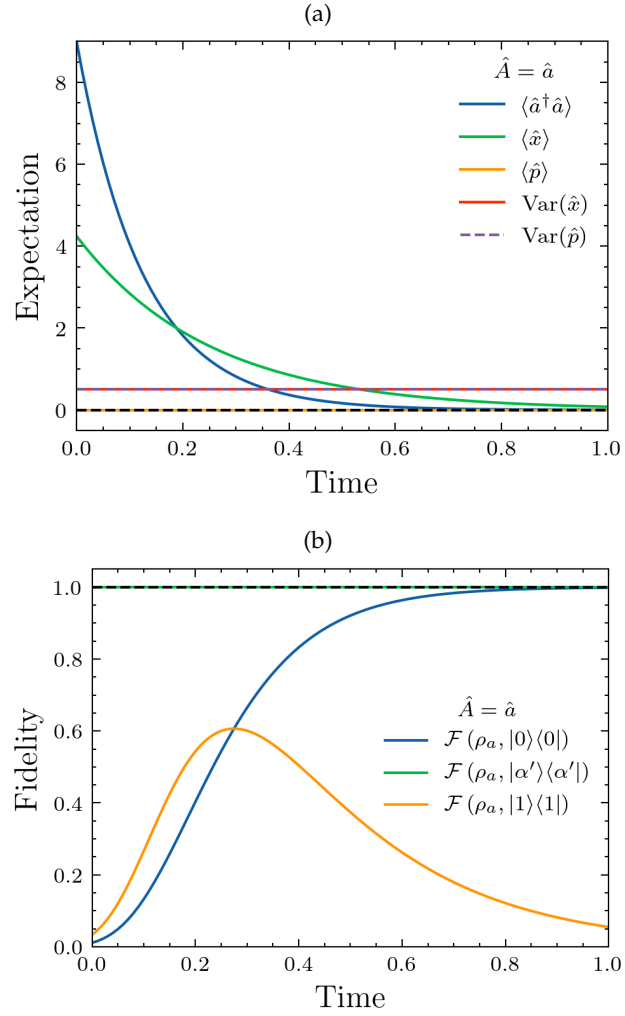 (a)
Expectation
8
6
4
2
0
Â = â
⟨â†â⟩
⟨x̂⟩
⟨p̂⟩
Var(x̂)
Var(p̂)
0.0 0.2 0.4 0.6 0.8 1.0
Time
(b)
Fidelity
1.0
0.8
0.6
0.4
0.2
0.0
Â = â
ℱ (ρₐ, |0⟩⟨0|)
ℱ (ρₐ, |α′⟩⟨α′|)
ℱ (ρₐ, |1⟩⟨1|)
0.0 0.2 0.4 0.6 0.8 1.0
Time